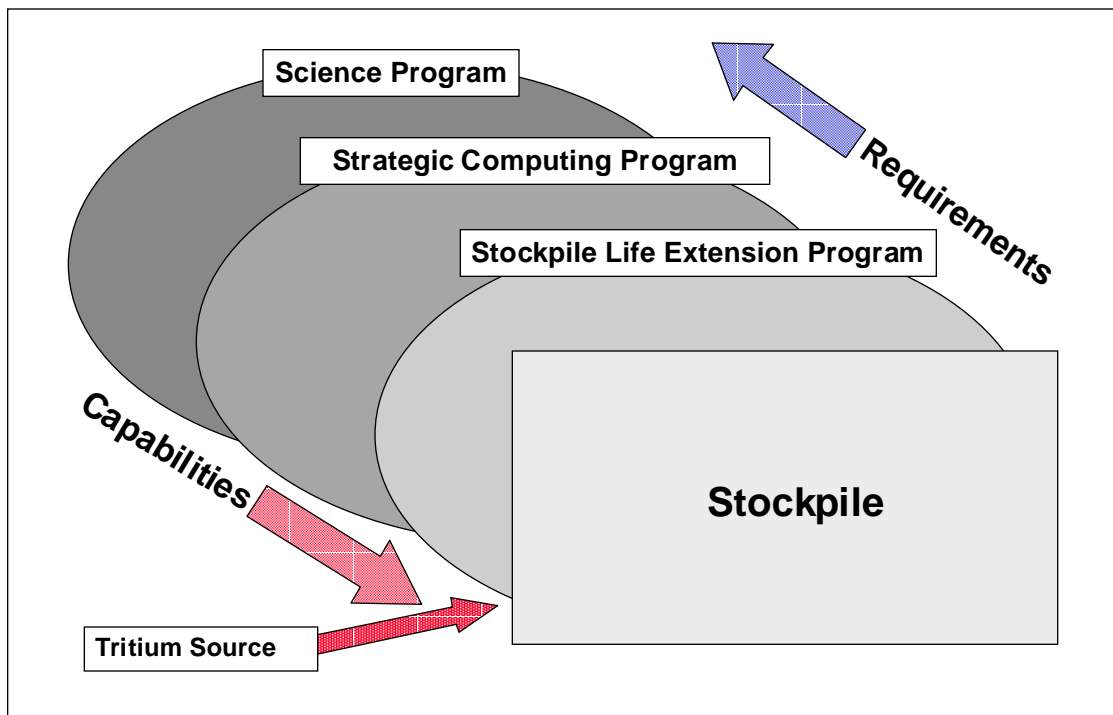 Science Program
Strategic Computing Program
Requirements
Stockpile Life Extension Program
Capabilities
Stockpile
Tritium Source